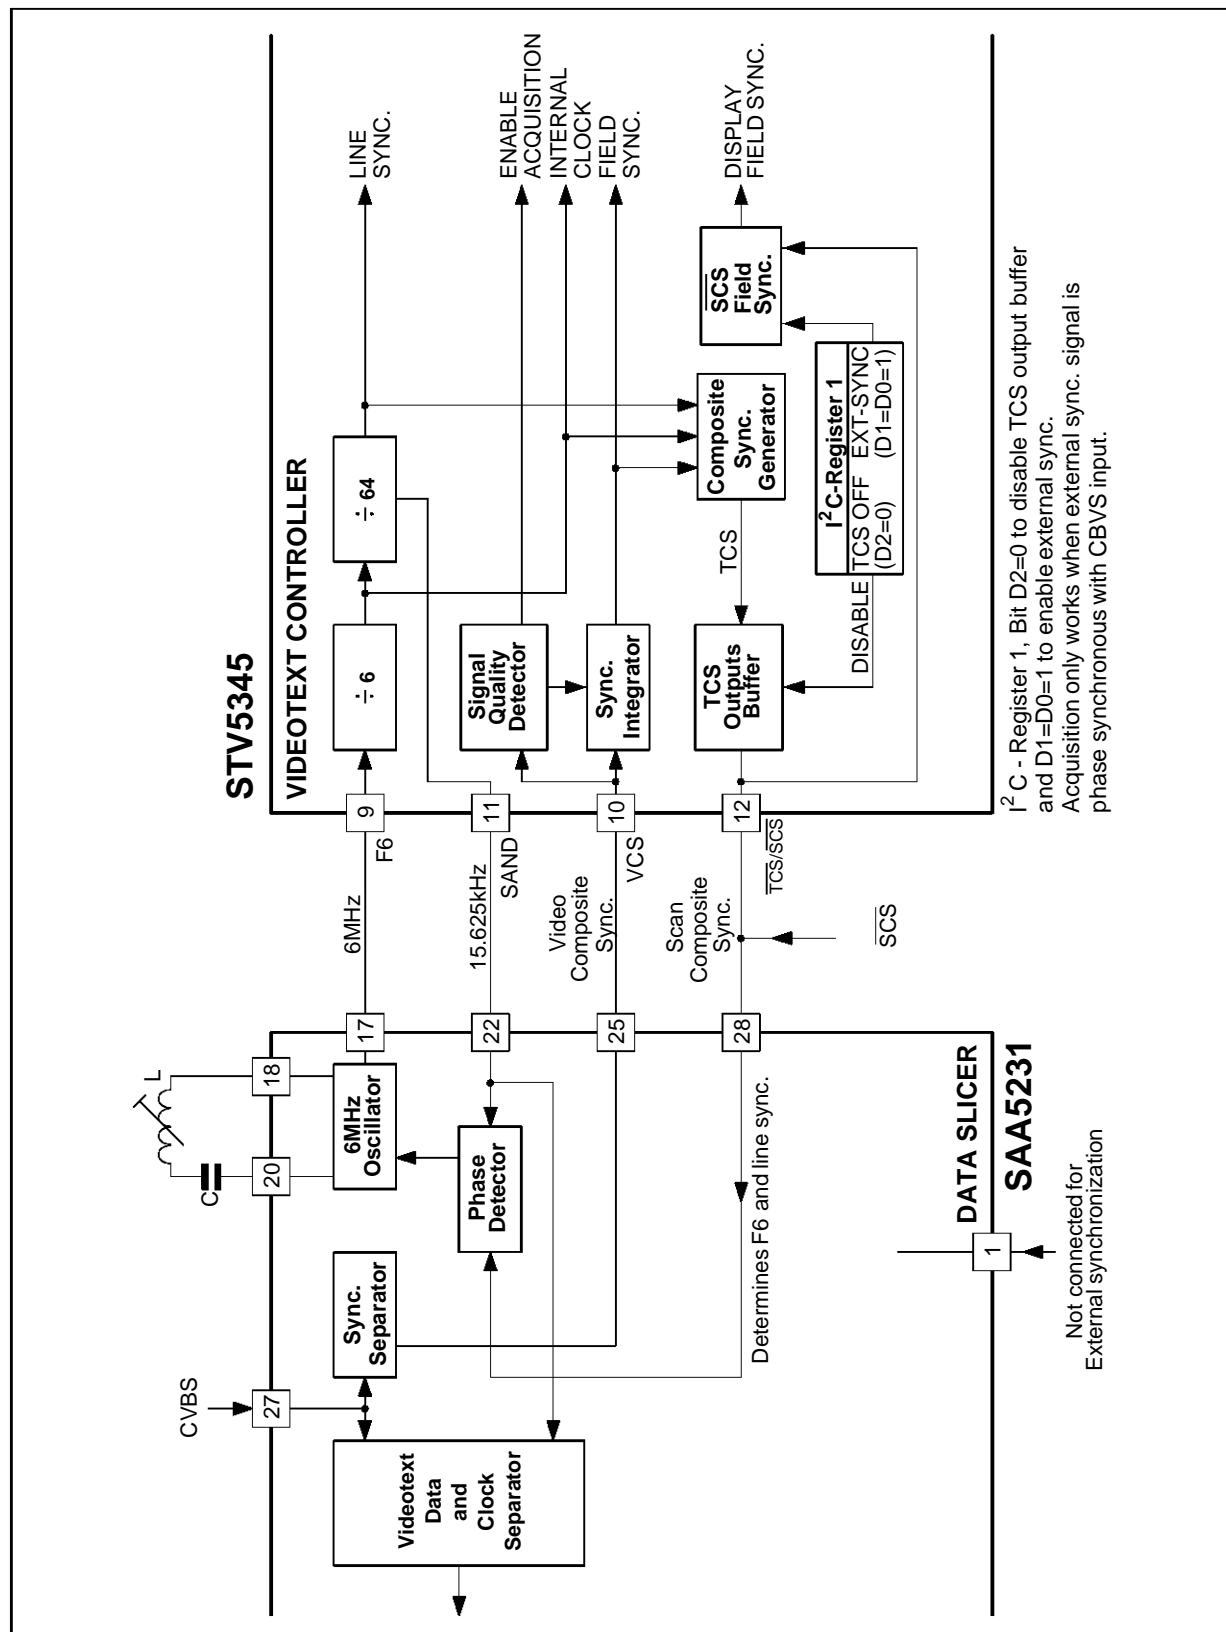 STV5345
VIDEOTEXT CONTROLLER
LINE
SYNC.
ENABLE
ACQUISITION
INTERNAL
CLOCK
FIELD
SYNC.
DISPLAY
FIELD SYNC.
÷ 6
÷ 64
Signal
Quality
Detector
Sync.
Integrator
Composite
Sync.
Generator
SCS
Field
Sync.
TCS
TCS
Outputs
Buffer
DISABLE
I² C-Register 1
TCS OFF EXT-SYNC
(D2=0) (D1=D0=1)
9
11
10
12
F6
SAND
VCS
TCS/SCS
6MHz
15.625kHz
Video
Composite
Sync.
Scan
Composite
Sync.
SCS
I² C - Register 1, Bit D2=0 to disable TCS output buffer
and D1=D0=1 to enable external sync.
Acquisition only works when external sync. signal is
phase synchronous with CBVS input.
17
22
25
28
18
20
L
C
6MHz
Oscillator
Phase
Detector
Sync.
Separator
CVBS
27
Videotext
Data
and
Clock
Separator
Determines F6 and line sync.
DATA SLICER
SAA5231
1
Not connected for
External synchronization